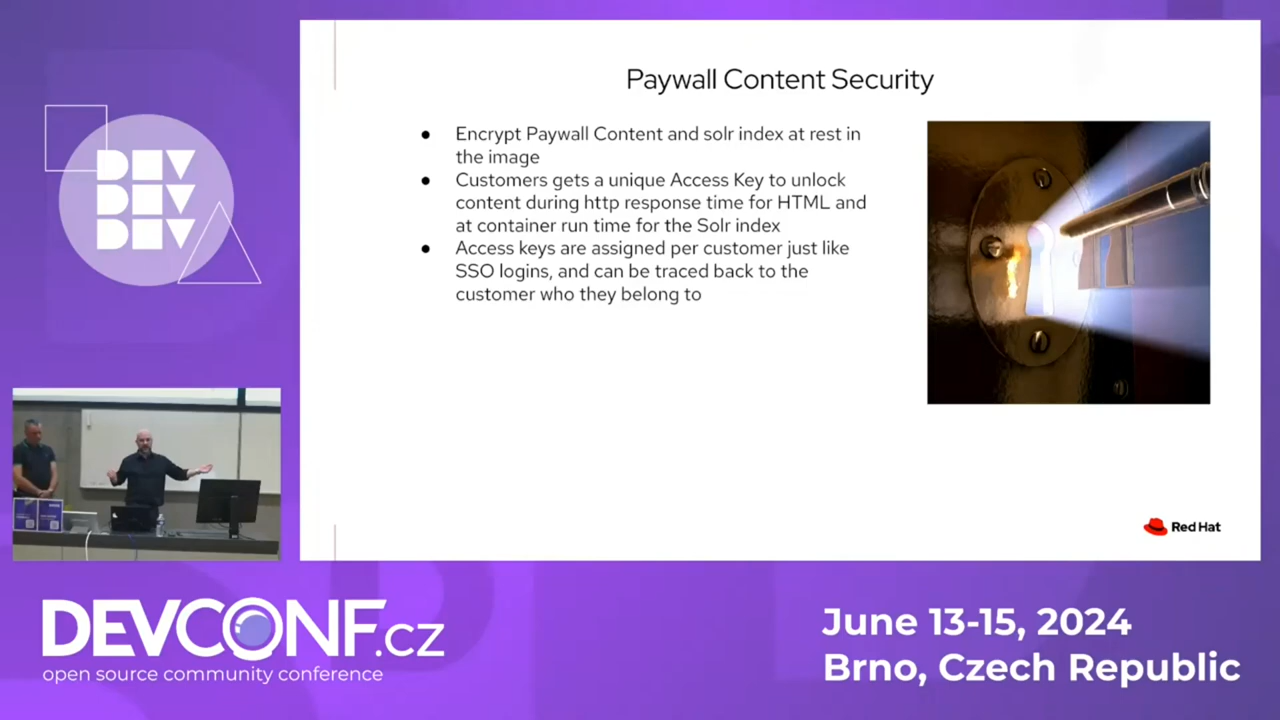 DEV
DEV
DEV
Paywall Content Security
● Encrypt Paywall Content and solr index at rest in
the image
● Customers gets a unique Access Key to unlock
content during http response time for HTML and
at container run time for the Solr index
● Access keys are assigned per customer just like
SSO logins, and can be traced back to the
customer who they belong to
Red Hat
DEVCONF.cz
open source community conference
June 13-15, 2024
Brno, Czech Republic